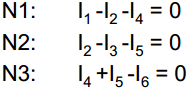 N1: I₁ -I₂ -I₄ = 0
N2: I₂ -I₃ -I₅ = 0
N3: I₄ +I₅ -I₆ = 0